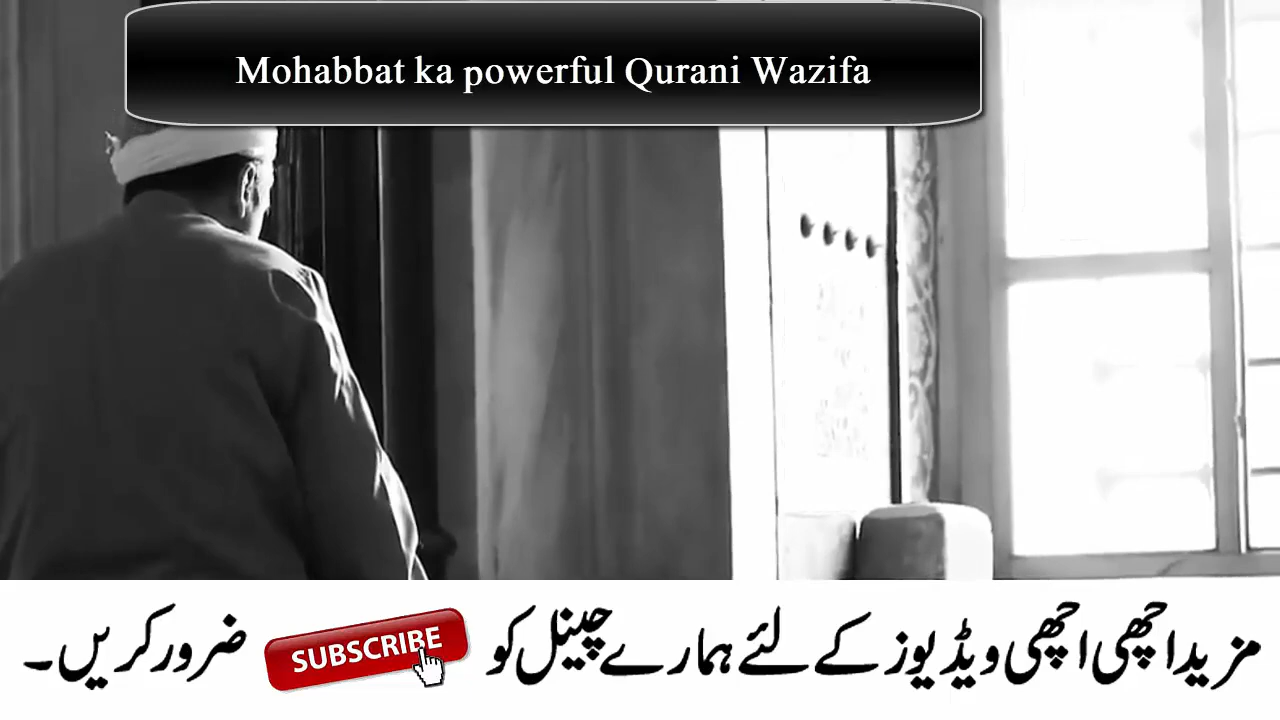 Mohabbat ka powerful Qurani Wazifa
مزید اچھی اچھی ویڈیوز کے لئے ہمارے چینل کو SUBSCRIBE ضرور کریں۔